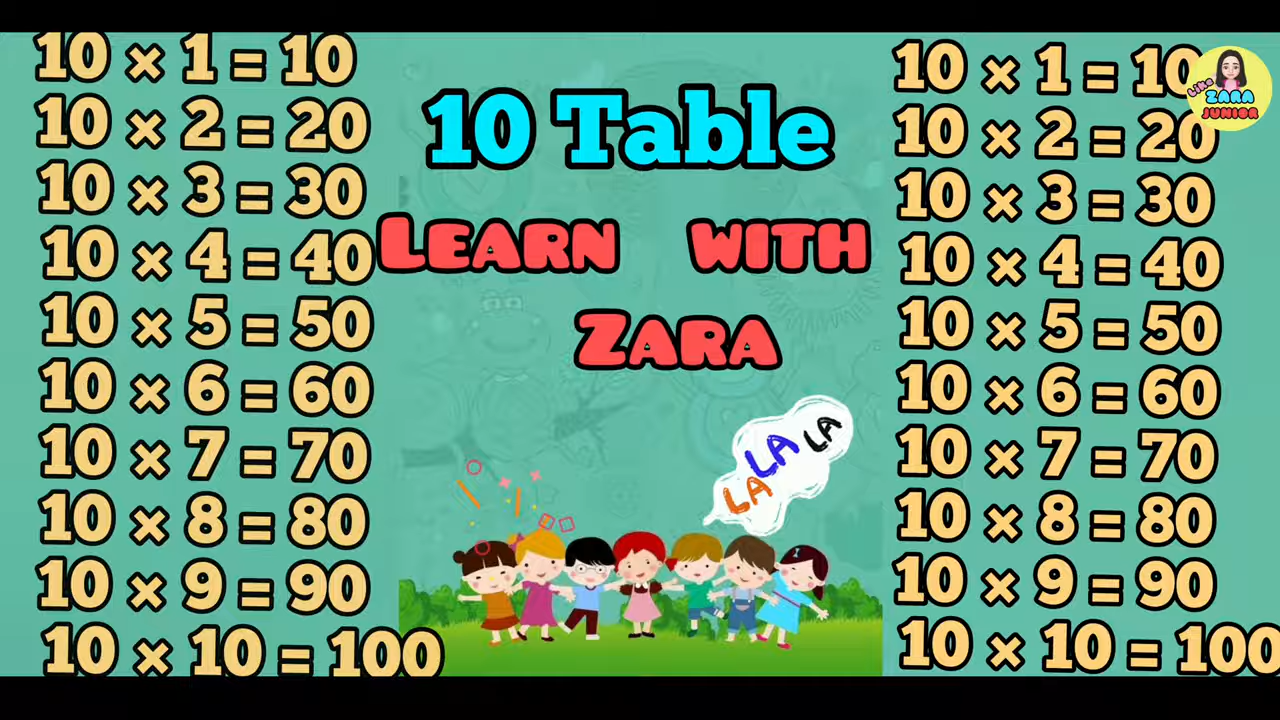 10 × 1 = 10
10 × 2 = 20
10 × 3 = 30
10 × 4 = 40
10 × 5 = 50
10 × 6 = 60
10 × 7 = 70
10 × 8 = 80
10 × 9 = 90
10 × 10 = 100
10 Table
LEARN WITH
ZARA
LA LA LA
10 × 1 = 10
10 × 2 = 20
10 × 3 = 30
10 × 4 = 40
10 × 5 = 50
10 × 6 = 60
10 × 7 = 70
10 × 8 = 80
10 × 9 = 90
10 × 10 = 100
LIKE
ZARA
JUNIOR